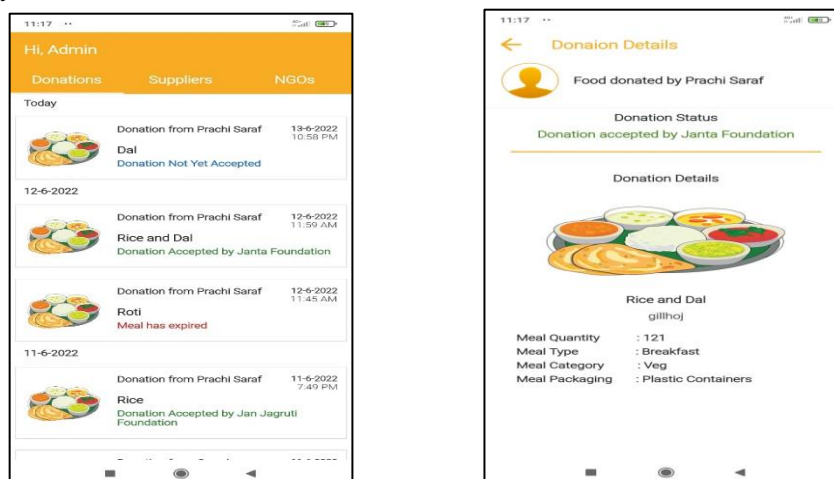 11:17
Hi, Admin
Donations Suppliers NGOs
Today
Donation from Prachi Saraf 13-6-2022
10:58 PM
Dal
Donation Not Yet Accepted
12-6-2022
Donation from Prachi Saraf 12-6-2022
11:59 AM
Rice and Dal
Donation Accepted by Janta Foundation
Donation from Prachi Saraf 12-6-2022
11:45 AM
Roti
Meal has expired
11-6-2022
Donation from Prachi Saraf 11-6-2022
7:49 PM
Rice
Donation Accepted by Jan Jagruti
Foundation
11:17
Donaion Details
Food donated by Prachi Saraf
Donation Status
Donation accepted by Janta Foundation
Donation Details
Rice and Dal
gillhoj
Meal Quantity : 121
Meal Type : Breakfast
Meal Category : Veg
Meal Packaging : Plastic Containers